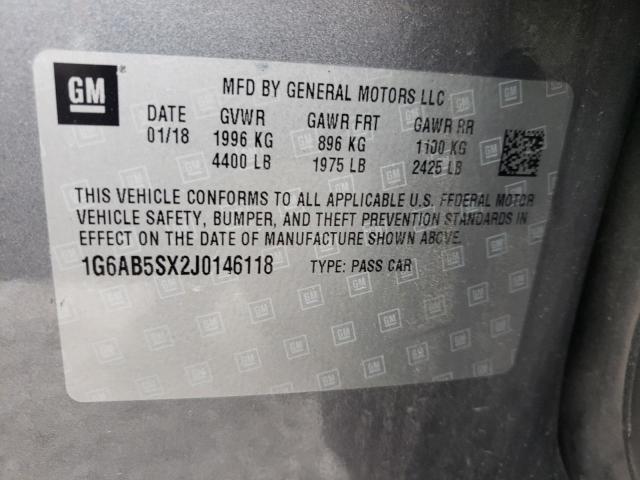 GM
MFD BY GENERAL MOTORS LLC
DATE GVWR GAWR FRT GAWR RR
01/18 1996 KG 896 KG 1100 KG
4400 LB 1975 LB 2425 LB
THIS VEHICLE CONFORMS TO ALL APPLICABLE U.S. FEDERAL MOTOR
VEHICLE SAFETY, BUMPER, AND THEFT PREVENTION STANDARDS IN
EFFECT ON THE DATE OF MANUFACTURE SHOWN ABOVE.
1G6AB5SX2J0146118 TYPE: PASS CAR